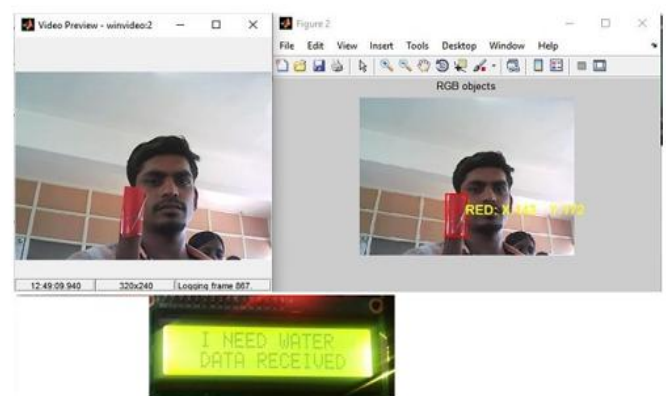 Video Preview - winvideo:2
Figure 2
File Edit View Insert Tools Desktop Window Help
RGB objects
RED: X:
12:49:09.940 320x240 Logging frame 867.
I NEED WATER
DATA RECEIVED